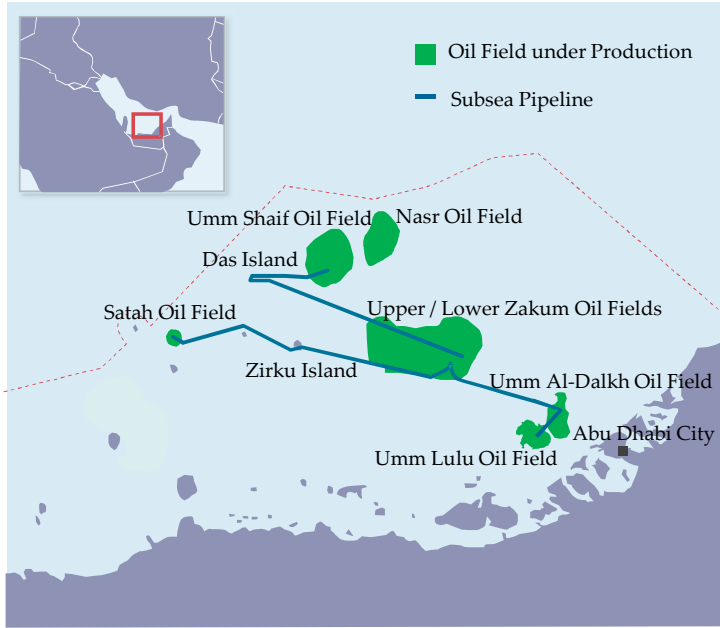 Oil Field under Production
Subsea Pipeline
Umm Shaif Oil Field
Nasr Oil Field
Das Island
Satah Oil Field
Upper / Lower Zakum Oil Fields
Zirku Island
Umm Al-Dalkh Oil Field
Abu Dhabi City
Umm Lulu Oil Field